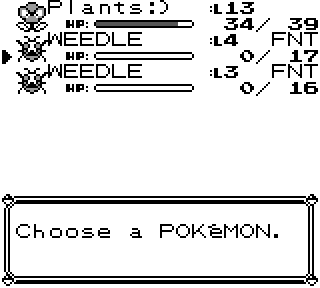 Plants:) :L13
HP: 34/ 39
WEEDLE :L4 FNT
HP: 0/ 17
WEEDLE :L3 FNT
HP: 0/ 16
Choose a POKéMON.